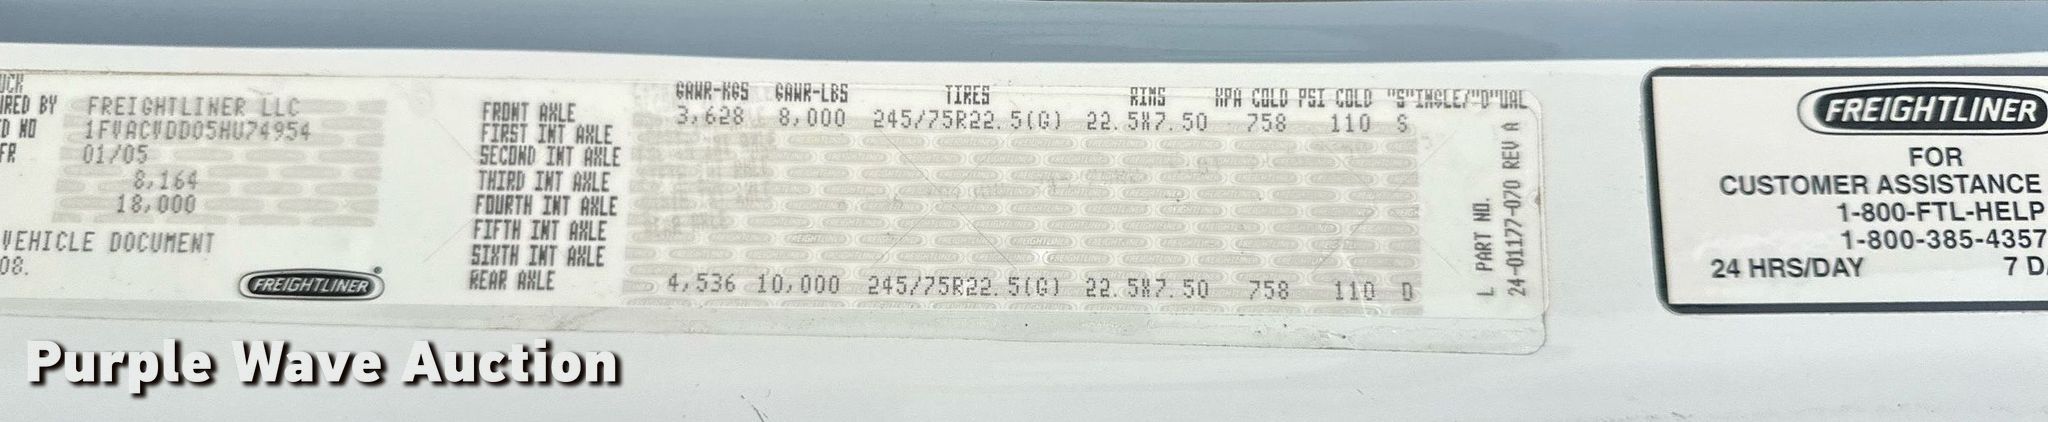 UCK
RED BY FREIGHTLINER LLC
D NO 1FVACVDD05HU74954
FR 01/05
8,164
18,000
VEHICLE DOCUMENT
08.
FREIGHTLINER
GAWR-KGS GAWR-LBS TIRES RIMS KPA COLD PSI COLD "S"INGLE/"D"UAL
FRONT AXLE 3,628 8,000 245/75R22.5(G) 22.5X7.50 758 110 S
FIRST INT AXLE
SECOND INT AXLE
THIRD INT AXLE
FOURTH INT AXLE
FIFTH INT AXLE
SIXTH INT AXLE
REAR AXLE 4,536 10,000 245/75R22.5(G) 22.5X7.50 758 110 D
L PART NO.
24-01177-070 REV A
FREIGHTLINER
FOR
CUSTOMER ASSISTANCE
1-800-FTL-HELP
1-800-385-4357
24 HRS/DAY 7 D
Purple Wave Auction